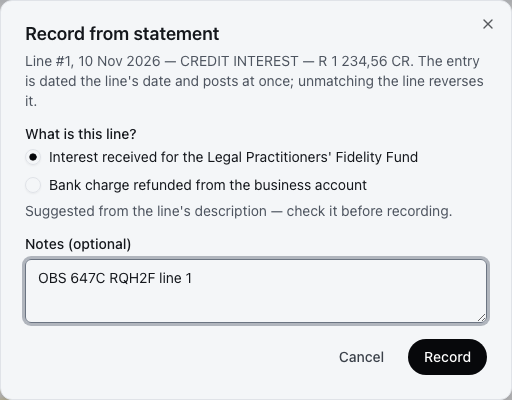 Record from statement
Line #1, 10 Nov 2026 — CREDIT INTEREST — R 1 234,56 CR. The entry
is dated the line's date and posts at once; unmatching the line reverses
it.
What is this line?
Interest received for the Legal Practitioners' Fidelity Fund
Bank charge refunded from the business account
Suggested from the line's description — check it before recording.
Notes (optional)
OBS 647C RQH2F line 1
Cancel
Record